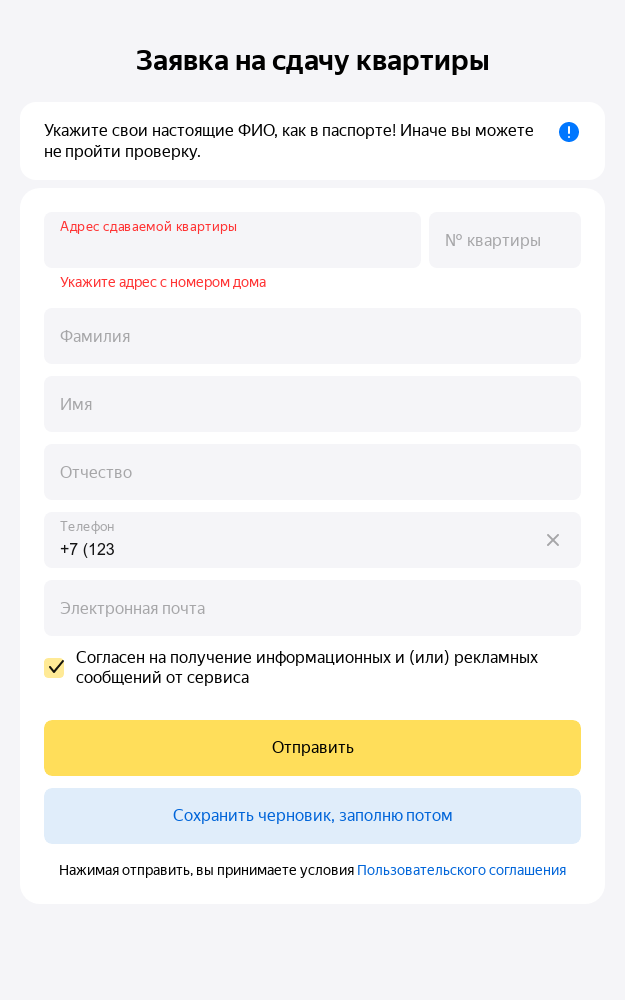 Заявка на сдачу квартиры
Укажите свои настоящие ФИО, как в паспорте! Иначе вы можете
не пройти проверку.
Адрес сдаваемой квартиры
№ квартиры
Укажите адрес с номером дома
Фамилия
Имя
Отчество
Телефон
+7 (123
Электронная почта
Согласен на получение информационных и (или) рекламных
сообщений от сервиса
Отправить
Сохранить черновик, заполню потом
Нажимая отправить, вы принимаете условия Пользовательского соглашения